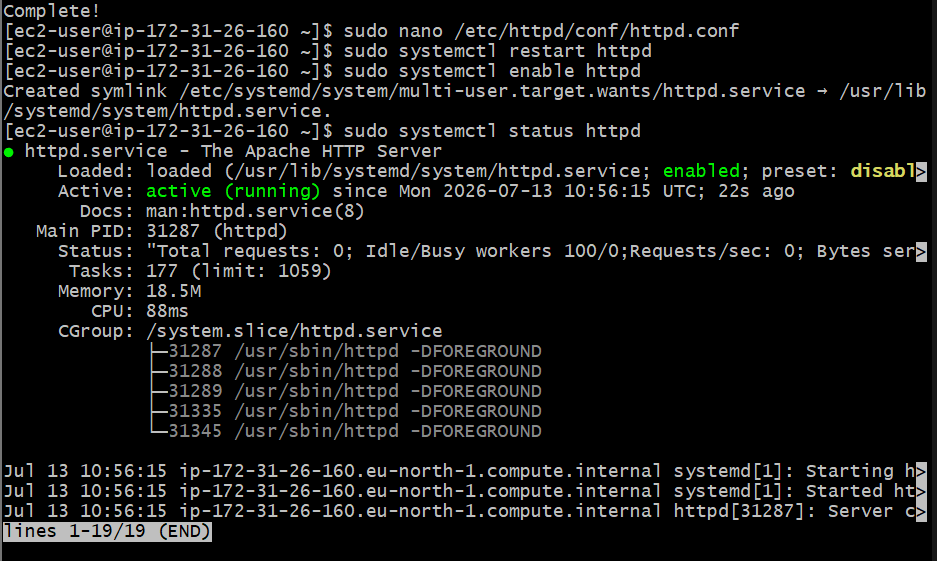 Complete!
[ec2-user@ip-172-31-26-160 ~]$ sudo nano /etc/httpd/conf/httpd.conf
[ec2-user@ip-172-31-26-160 ~]$ sudo systemctl restart httpd
[ec2-user@ip-172-31-26-160 ~]$ sudo systemctl enable httpd
Created symlink /etc/systemd/system/multi-user.target.wants/httpd.service → /usr/lib
/systemd/system/httpd.service.
[ec2-user@ip-172-31-26-160 ~]$ sudo systemctl status httpd
● httpd.service - The Apache HTTP Server
     Loaded: loaded (/usr/lib/systemd/system/httpd.service; enabled; preset: disabl>
     Active: active (running) since Mon 2026-07-13 10:56:15 UTC; 22s ago
       Docs: man:httpd.service(8)
   Main PID: 31287 (httpd)
     Status: "Total requests: 0; Idle/Busy workers 100/0;Requests/sec: 0; Bytes ser>
      Tasks: 177 (limit: 1059)
     Memory: 18.5M
        CPU: 88ms
     CGroup: /system.slice/httpd.service
             ├─31287 /usr/sbin/httpd -DFOREGROUND
             ├─31288 /usr/sbin/httpd -DFOREGROUND
             ├─31289 /usr/sbin/httpd -DFOREGROUND
             ├─31335 /usr/sbin/httpd -DFOREGROUND
             └─31345 /usr/sbin/httpd -DFOREGROUND

Jul 13 10:56:15 ip-172-31-26-160.eu-north-1.compute.internal systemd[1]: Starting h>
Jul 13 10:56:15 ip-172-31-26-160.eu-north-1.compute.internal systemd[1]: Started ht>
Jul 13 10:56:15 ip-172-31-26-160.eu-north-1.compute.internal httpd[31287]: Server c>
lines 1-19/19 (END)